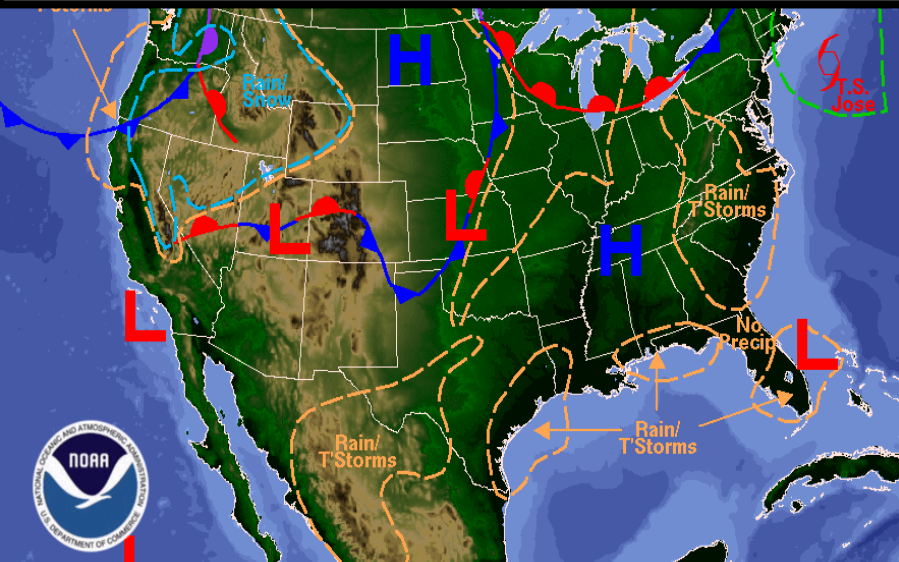 T'Storms
H
T.S.
Jose
Rain/
Snow
L
L
Rain/
T'Storms
H
L
No
Precip
L
Rain/
T'Storms
Rain/
T'Storms
NATIONAL OCEANIC AND ATMOSPHERIC ADMINISTRATION
NOAA
U.S. DEPARTMENT OF COMMERCE
L